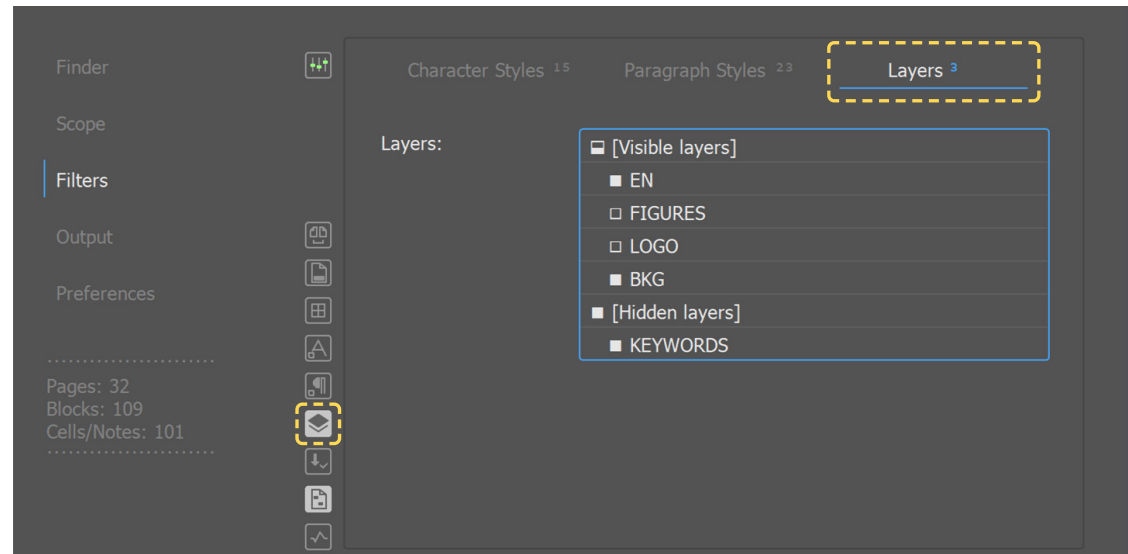 Finder
Scope
Filters
Output
Preferences
Pages: 32
Blocks: 109
Cells/Notes: 101
Character Styles 15
Paragraph Styles 23
Layers 3
Layers:
[Visible layers]
EN
FIGURES
LOGO
BKG
[Hidden layers]
KEYWORDS